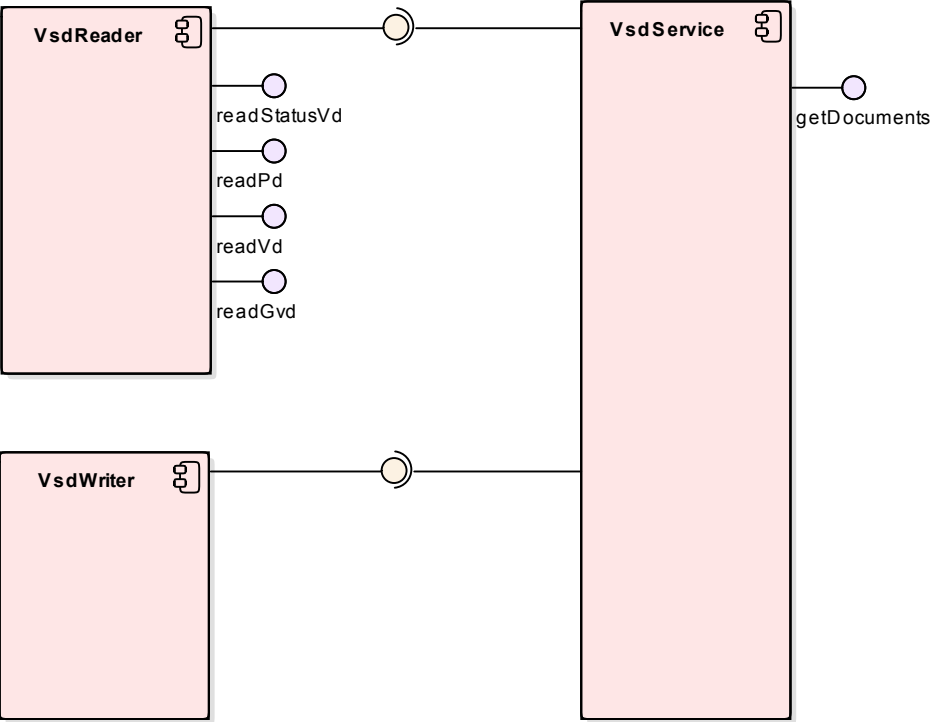 VsdReader
VsdService
readStatusVd
getDocuments
readPd
readVd
readGvd
VsdWriter